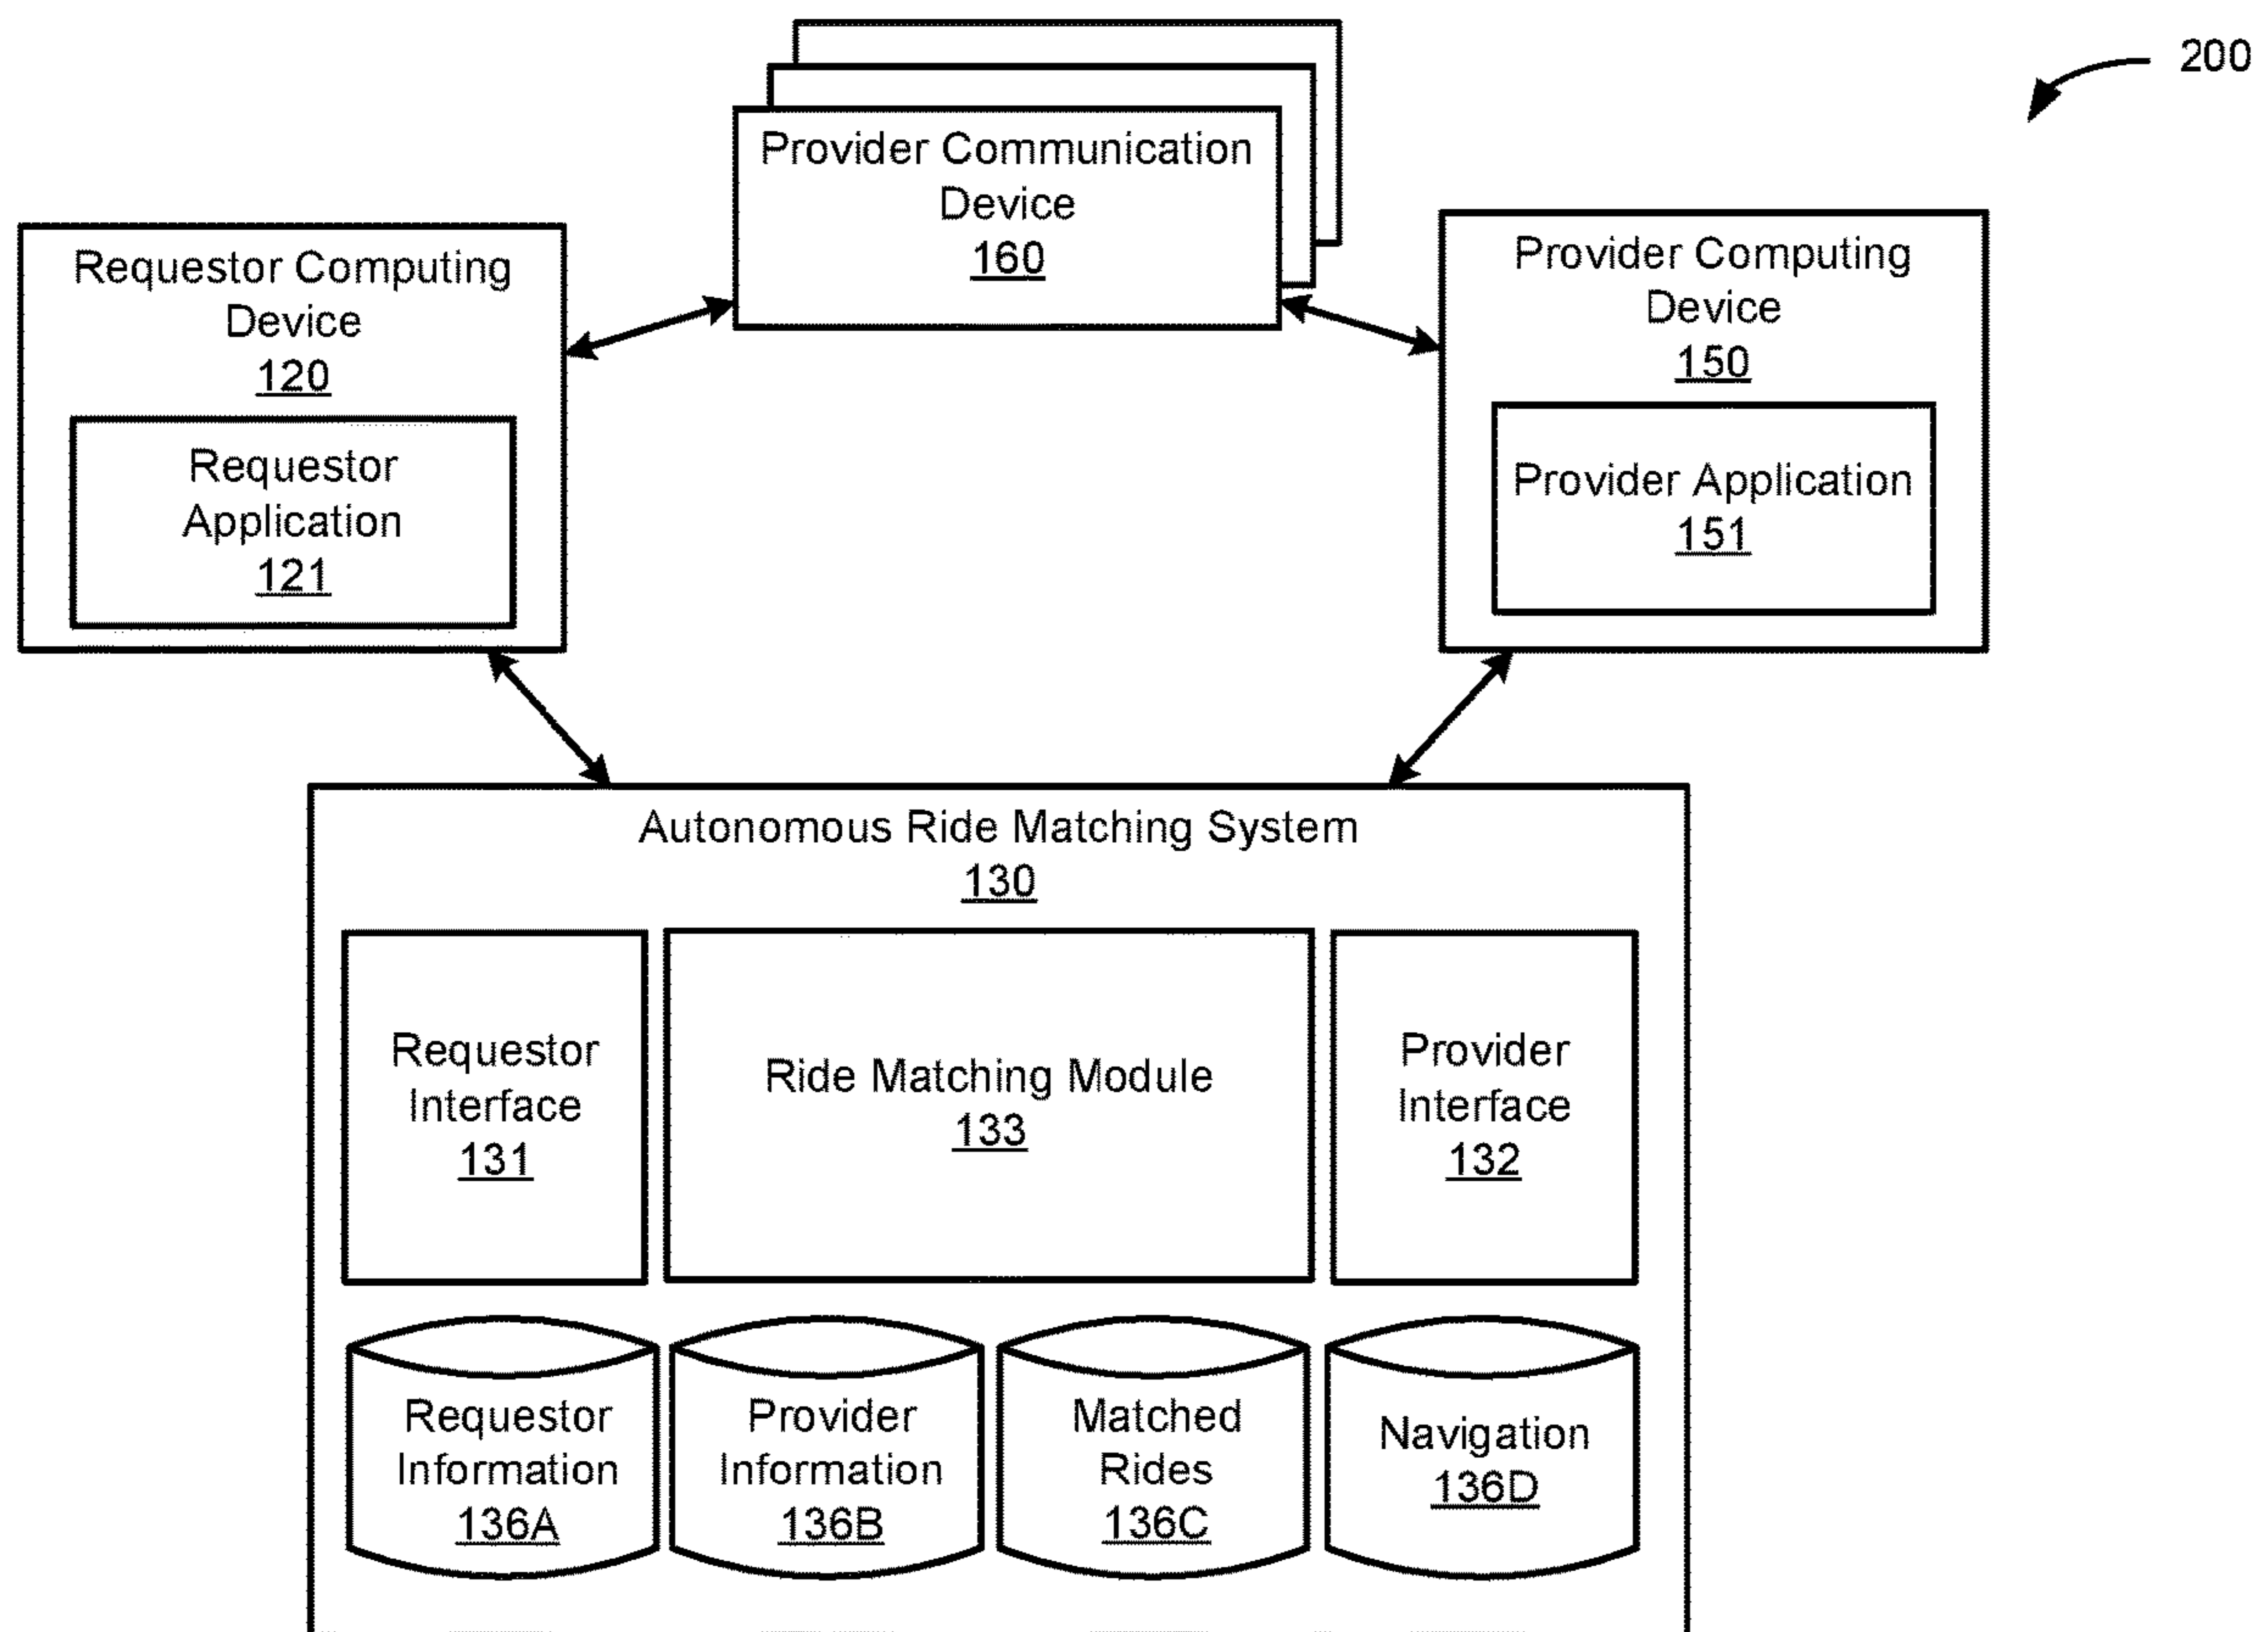 200
Provider Communication
Device
160
Requestor Computing
Device
120
Requestor
Application
121
Provider Computing
Device
150
Provider Application
151
Autonomous Ride Matching System
130
Requestor
Interface
131
Ride Matching Module
133
Provider
Interface
132
Requestor
Information
136A
Provider
Information
136B
Matched
Rides
136C
Navigation
136D